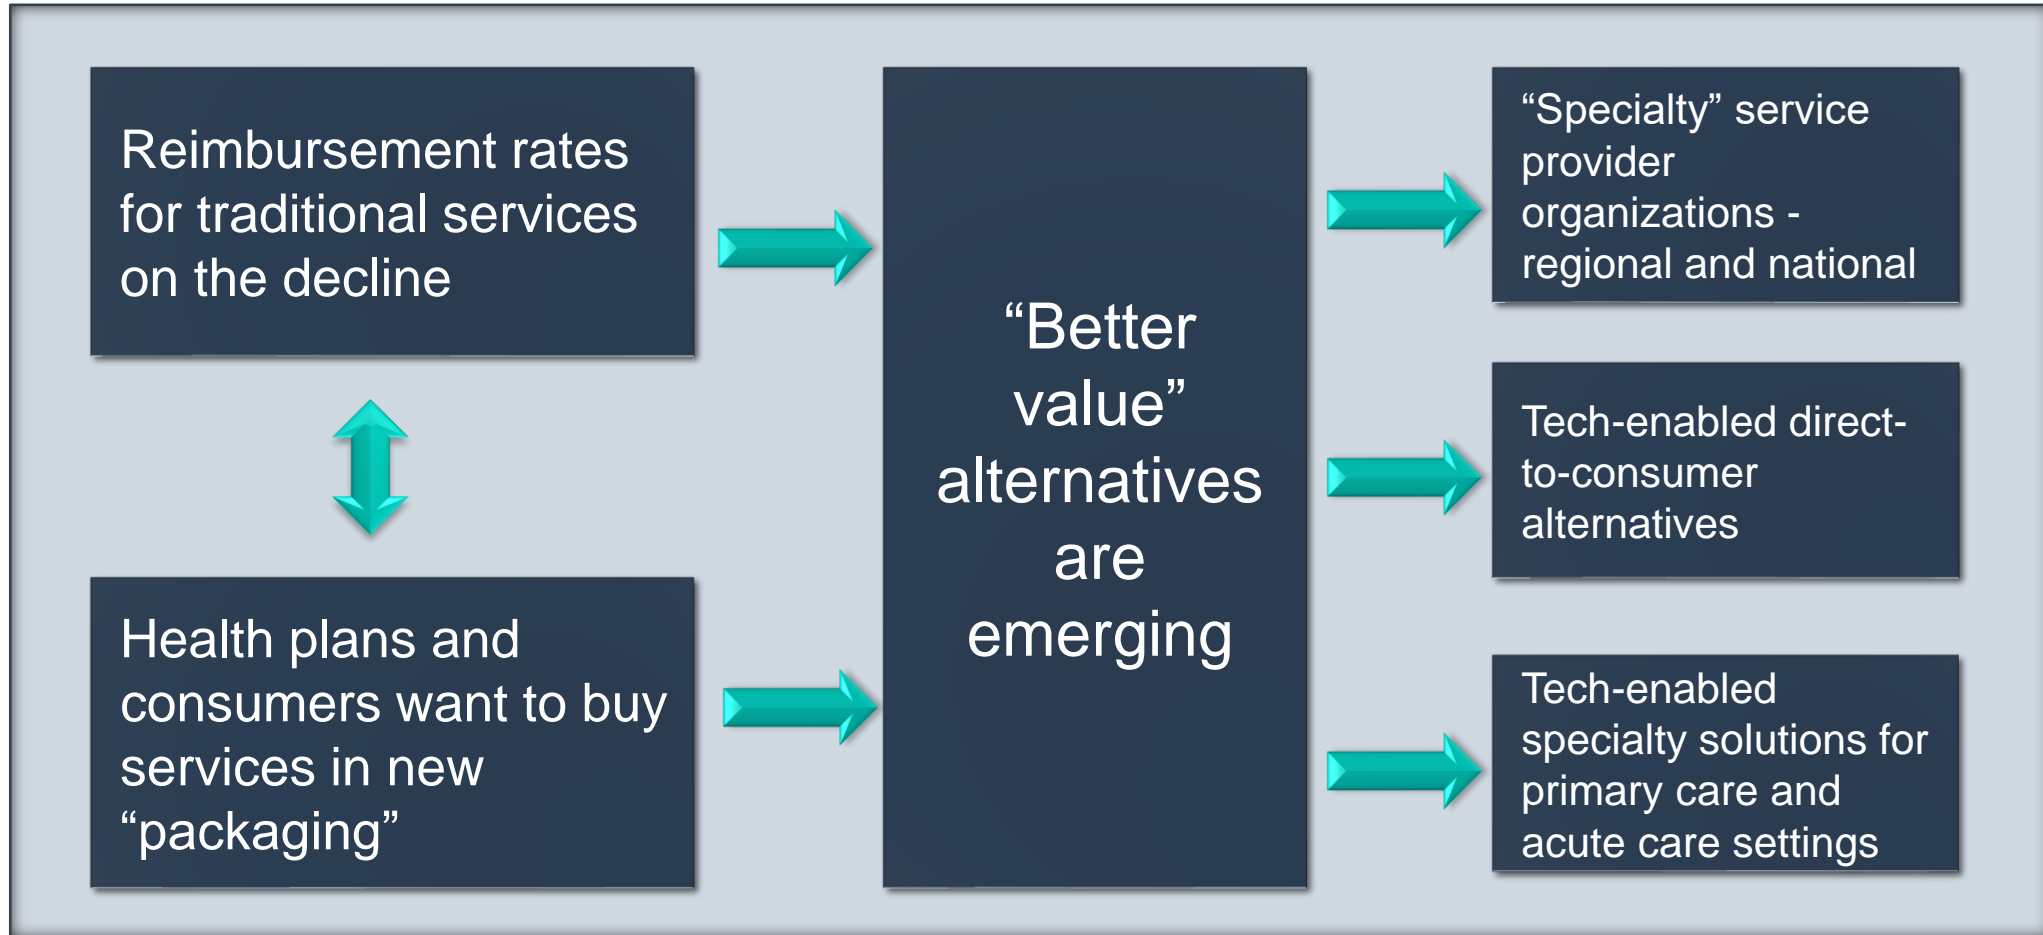 Reimbursement rates
for traditional services
on the decline
Health plans and
consumers want to buy
services in new
“packaging”
“Better
value”
alternatives
are
emerging
“Specialty” service
provider
organizations -
regional and national
Tech-enabled direct-
to-consumer
alternatives
Tech-enabled
specialty solutions for
primary care and
acute care settings